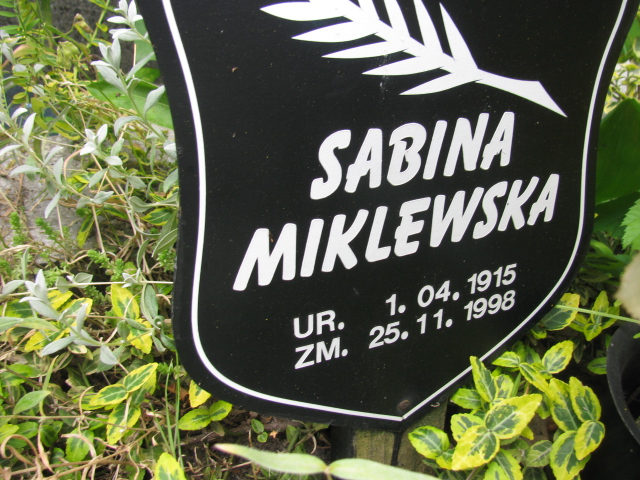 SABINA
MIKLEWSKA
UR. 1. 04. 1915
ZM. 25. 11. 1998